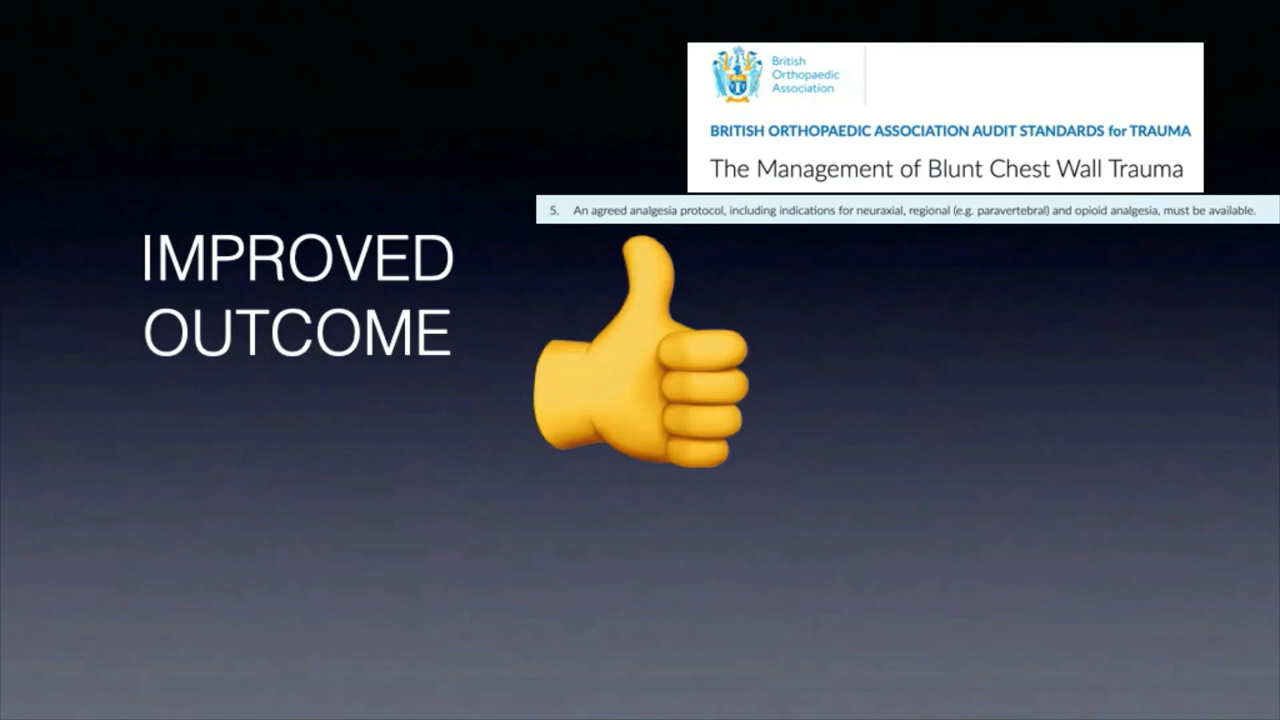 British
Orthopaedic
Association
BRITISH ORTHOPAEDIC ASSOCIATION AUDIT STANDARDS for TRAUMA
The Management of Blunt Chest Wall Trauma
5. An agreed analgesia protocol, including indications for neuraxial, regional (e.g. paravertebral) and opioid analgesia, must be available.
IMPROVED
OUTCOME